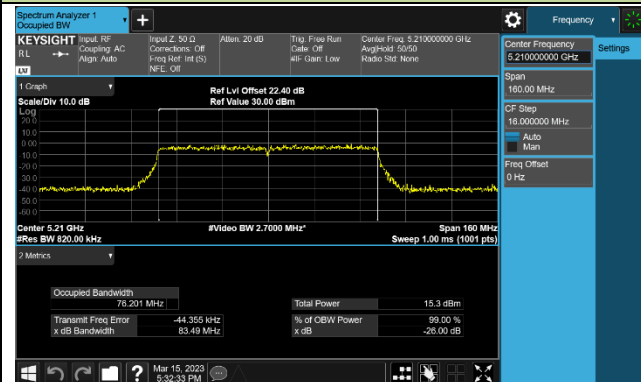 Spectrum Analyzer 1
Occupied BW
Frequency
KEYSIGHT
RL
LXI
Input: RF
Coupling: AC
Align: Auto
Input Z: 50 Ω
Corrections: Off
Freq Ref: Int (S)
NFE: Off
Atten: 20 dB
Trig: Free Run
Gate: Off
#IF Gain: Low
Center Freq: 5.210000000 GHz
Avg|Hold: 50/50
Radio Std: None
Center Frequency
5.210000000 GHz
Settings
Span
160.00 MHz
CF Step
16.000000 MHz
Auto
Man
Freq Offset
0 Hz
1 Graph
Scale/Div 10.0 dB
Ref Lvl Offset 22.40 dB
Ref Value 30.00 dBm
Log
20.0
10.0
0.00
-10.0
-20.0
-30.0
-40.0
-50.0
-60.0
Center 5.21 GHz
#Res BW 820.00 kHz
#Video BW 2.7000 MHz*
Span 160 MHz
Sweep 1.00 ms (1001 pts)
2 Metrics
Occupied Bandwidth
76.201 MHz
Transmit Freq Error -44.355 kHz
x dB Bandwidth 83.49 MHz
Total Power 15.3 dBm
% of OBW Power 99.00 %
x dB -26.00 dB
Mar 15, 2023
5:32:33 PM